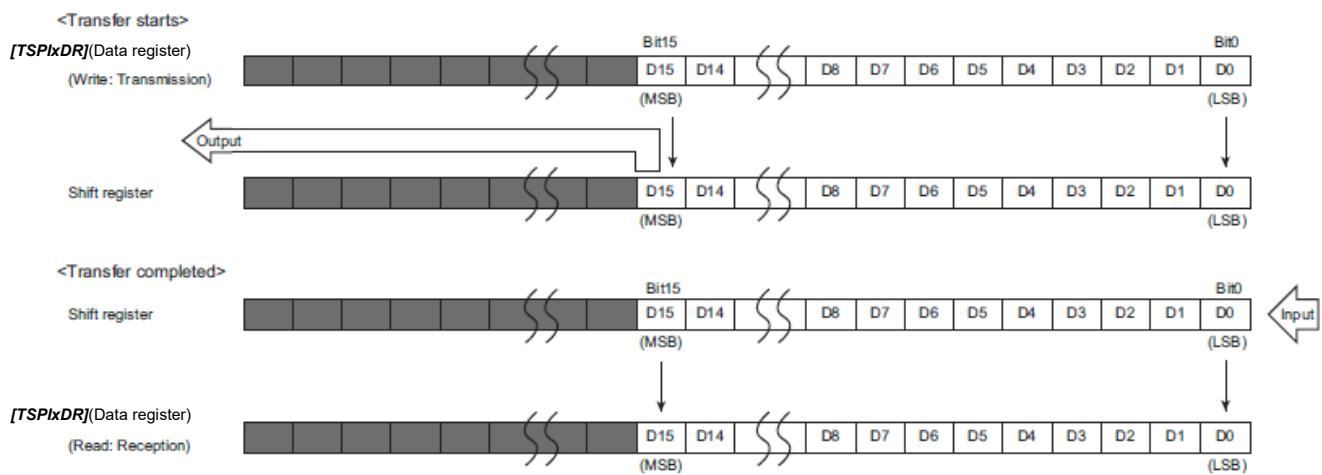 <Transfer starts>
[TSPIxDR](Data register)
(Write: Transmission)
Bit15 Bit0
D15 D14 D8 D7 D6 D5 D4 D3 D2 D1 D0
(MSB) (LSB)
Output
Shift register
D15 D14 D8 D7 D6 D5 D4 D3 D2 D1 D0
(MSB) (LSB)
<Transfer completed>
Bit15 Bit0
Shift register
D15 D14 D8 D7 D6 D5 D4 D3 D2 D1 D0
Input
(MSB) (LSB)
[TSPIxDR](Data register)
(Read: Reception)
D15 D14 D8 D7 D6 D5 D4 D3 D2 D1 D0
(MSB) (LSB)